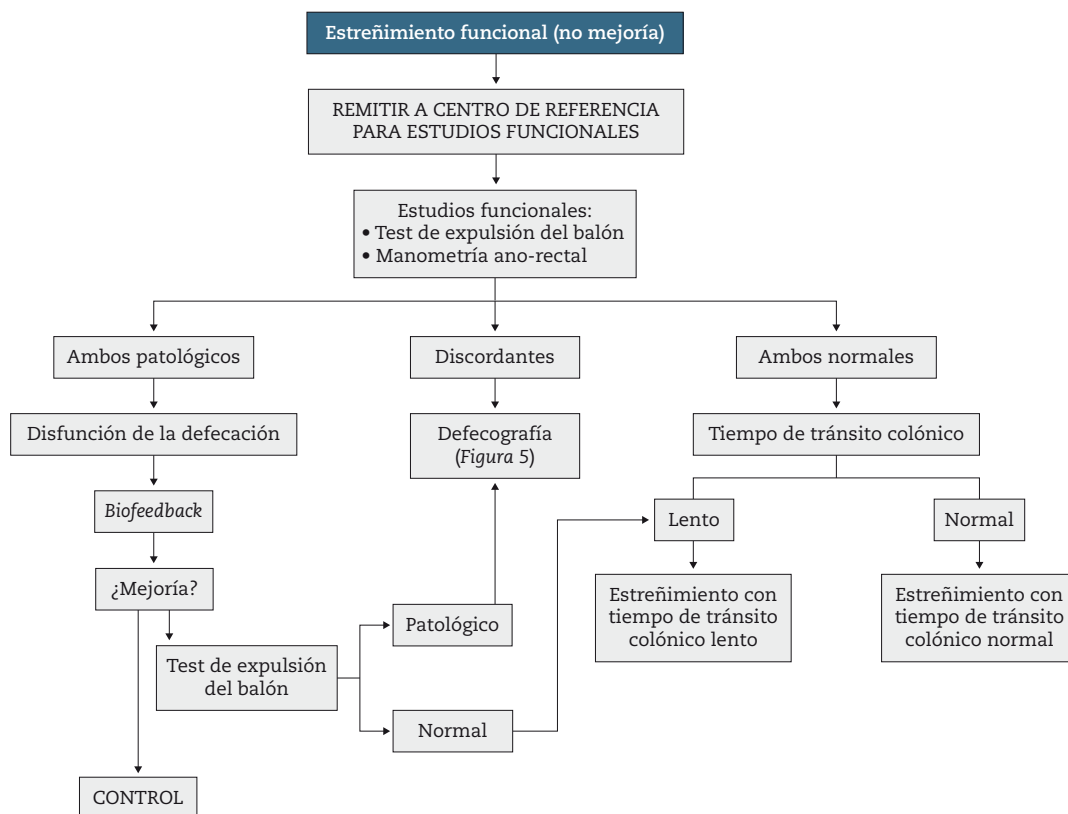 Estreñimiento funcional (no mejoría)
REMITIR A CENTRO DE REFERENCIA
PARA ESTUDIOS FUNCIONALES
Estudios funcionales:
• Test de expulsión del balón
• Manometría ano-rectal
Ambos patológicos
Discordantes
Ambos normales
Disfunción de la defecación
Defecografía
(Figura 5)
Tiempo de tránsito colónico
Biofeedback
Lento
Normal
¿Mejoría?
Estreñimiento con
tiempo de tránsito
colónico lento
Estreñimiento con
tiempo de tránsito
colónico normal
Patológico
Test de expulsión
del balón
Normal
CONTROL